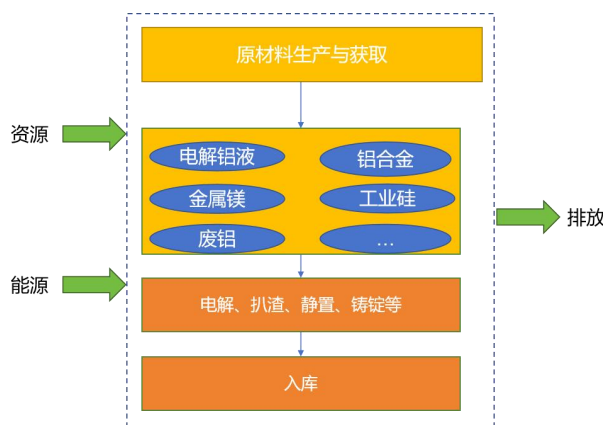 原材料生产与获取
资源
电解铝液
铝合金
金属镁
工业硅
排放
废铝
...
能源
电解、扒渣、静置、铸锭等
入库